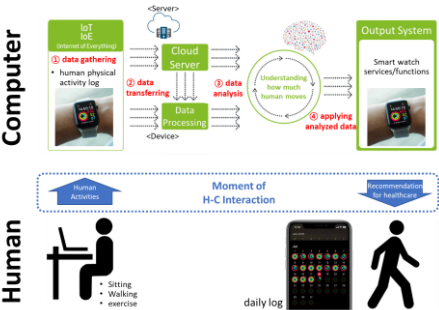 <Server>
IoT
IoE
(Internet of Everything)
① data gathering
• human physical
activity log
Cloud
Server
② data
transferring
③ data
analysis
Data
Processing
<Device>
Understanding
how much
human moves
④ applying
analyzed data
Output System
Smart watch
services/functions
Computer
Human
Activities
Moment of
H-C Interaction
Recommendation
for healthcare
Human
• Sitting
• Walking
• exercise
daily log